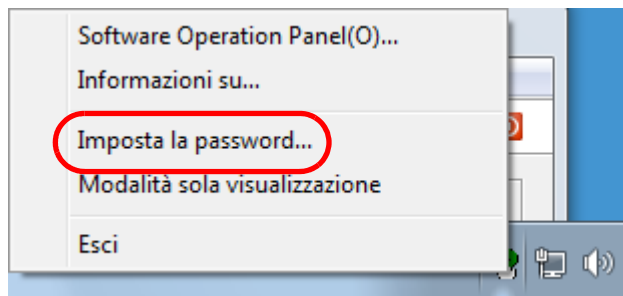 Software Operation Panel(O)...
Informazioni su...
Imposta la password...
Modalità sola visualizzazione
Esci